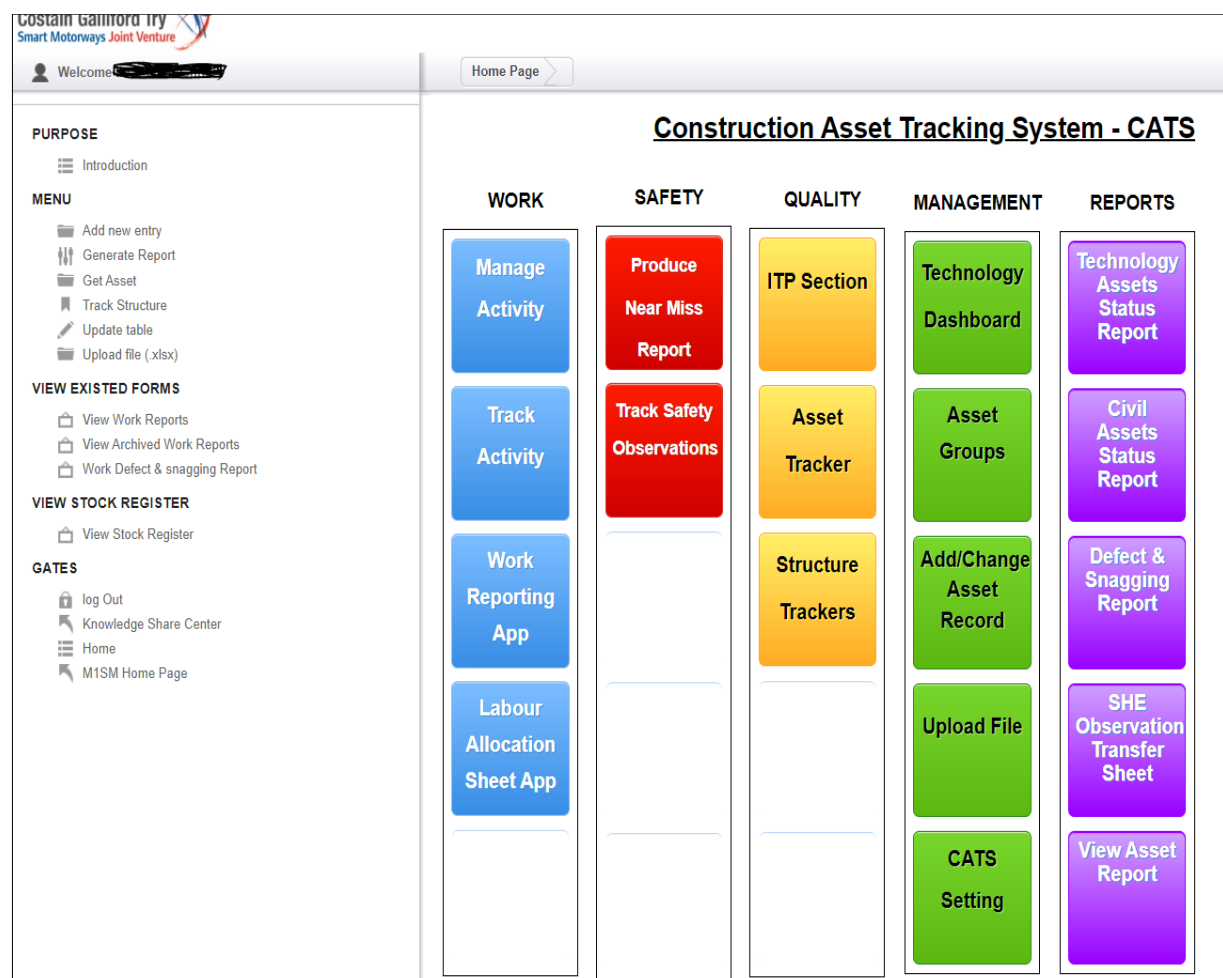 Costain Galliford Try
Smart Motorways Joint Venture
Welcome
Home Page
PURPOSE
Introduction
MENU
Add new entry
Generate Report
Get Asset
Track Structure
Update table
Upload file (.xlsx)
VIEW EXISTED FORMS
View Work Reports
View Archived Work Reports
Work Defect & snagging Report
VIEW STOCK REGISTER
View Stock Register
GATES
log Out
Knowledge Share Center
Home
M1SM Home Page
Construction Asset Tracking System - CATS
WORK
Manage
Activity
Track
Activity
Work
Reporting
App
Labour
Allocation
Sheet App
SAFETY
Produce
Near Miss
Report
Track Safety
Observations
QUALITY
ITP Section
Asset
Tracker
Structure
Trackers
MANAGEMENT
Technology
Dashboard
Asset
Groups
Add/Change
Asset
Record
Upload File
CATS
Setting
REPORTS
Technology
Assets
Status
Report
Civil
Assets
Status
Report
Defect &
Snagging
Report
SHE
Observation
Transfer
Sheet
View Asset
Report